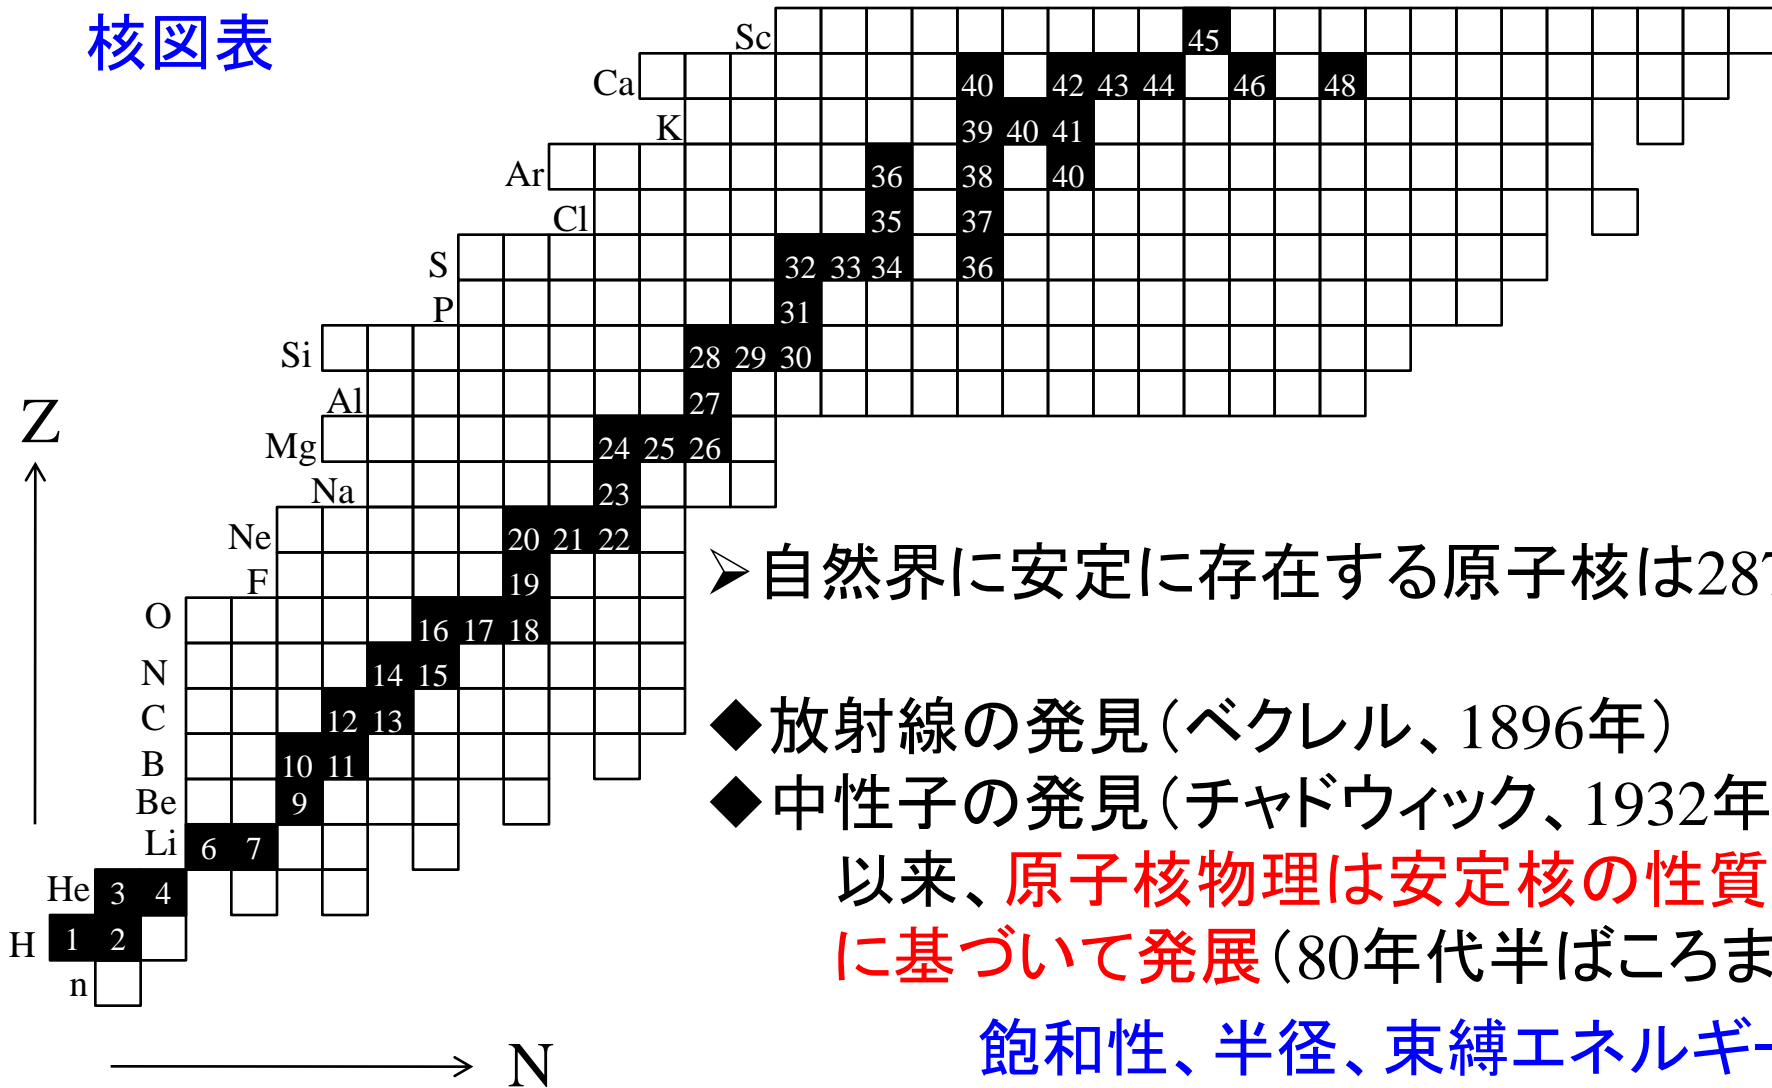 核図表
Sc 45
Ca 40 42 43 44 46 48
K 39 40 41
Ar 36 38 40
Cl 35 37
S 32 33 34 36
P 31
Si 28 29 30
Al 27
Z
Mg 24 25 26
Na 23
Ne 20 21 22
F 19
O 16 17 18
N 14 15
C 12 13
B 10 11
Be 9
Li 6 7
He 3 4
H 1 2
n
N
➢自然界に安定に存在する原子核は287
◆放射線の発見(ベクレル、1896年)
◆中性子の発見(チャドウィック、1932年
以来、原子核物理は安定核の性質
に基づいて発展(80年代半ばころま
飽和性、半径、束縛エネルギー